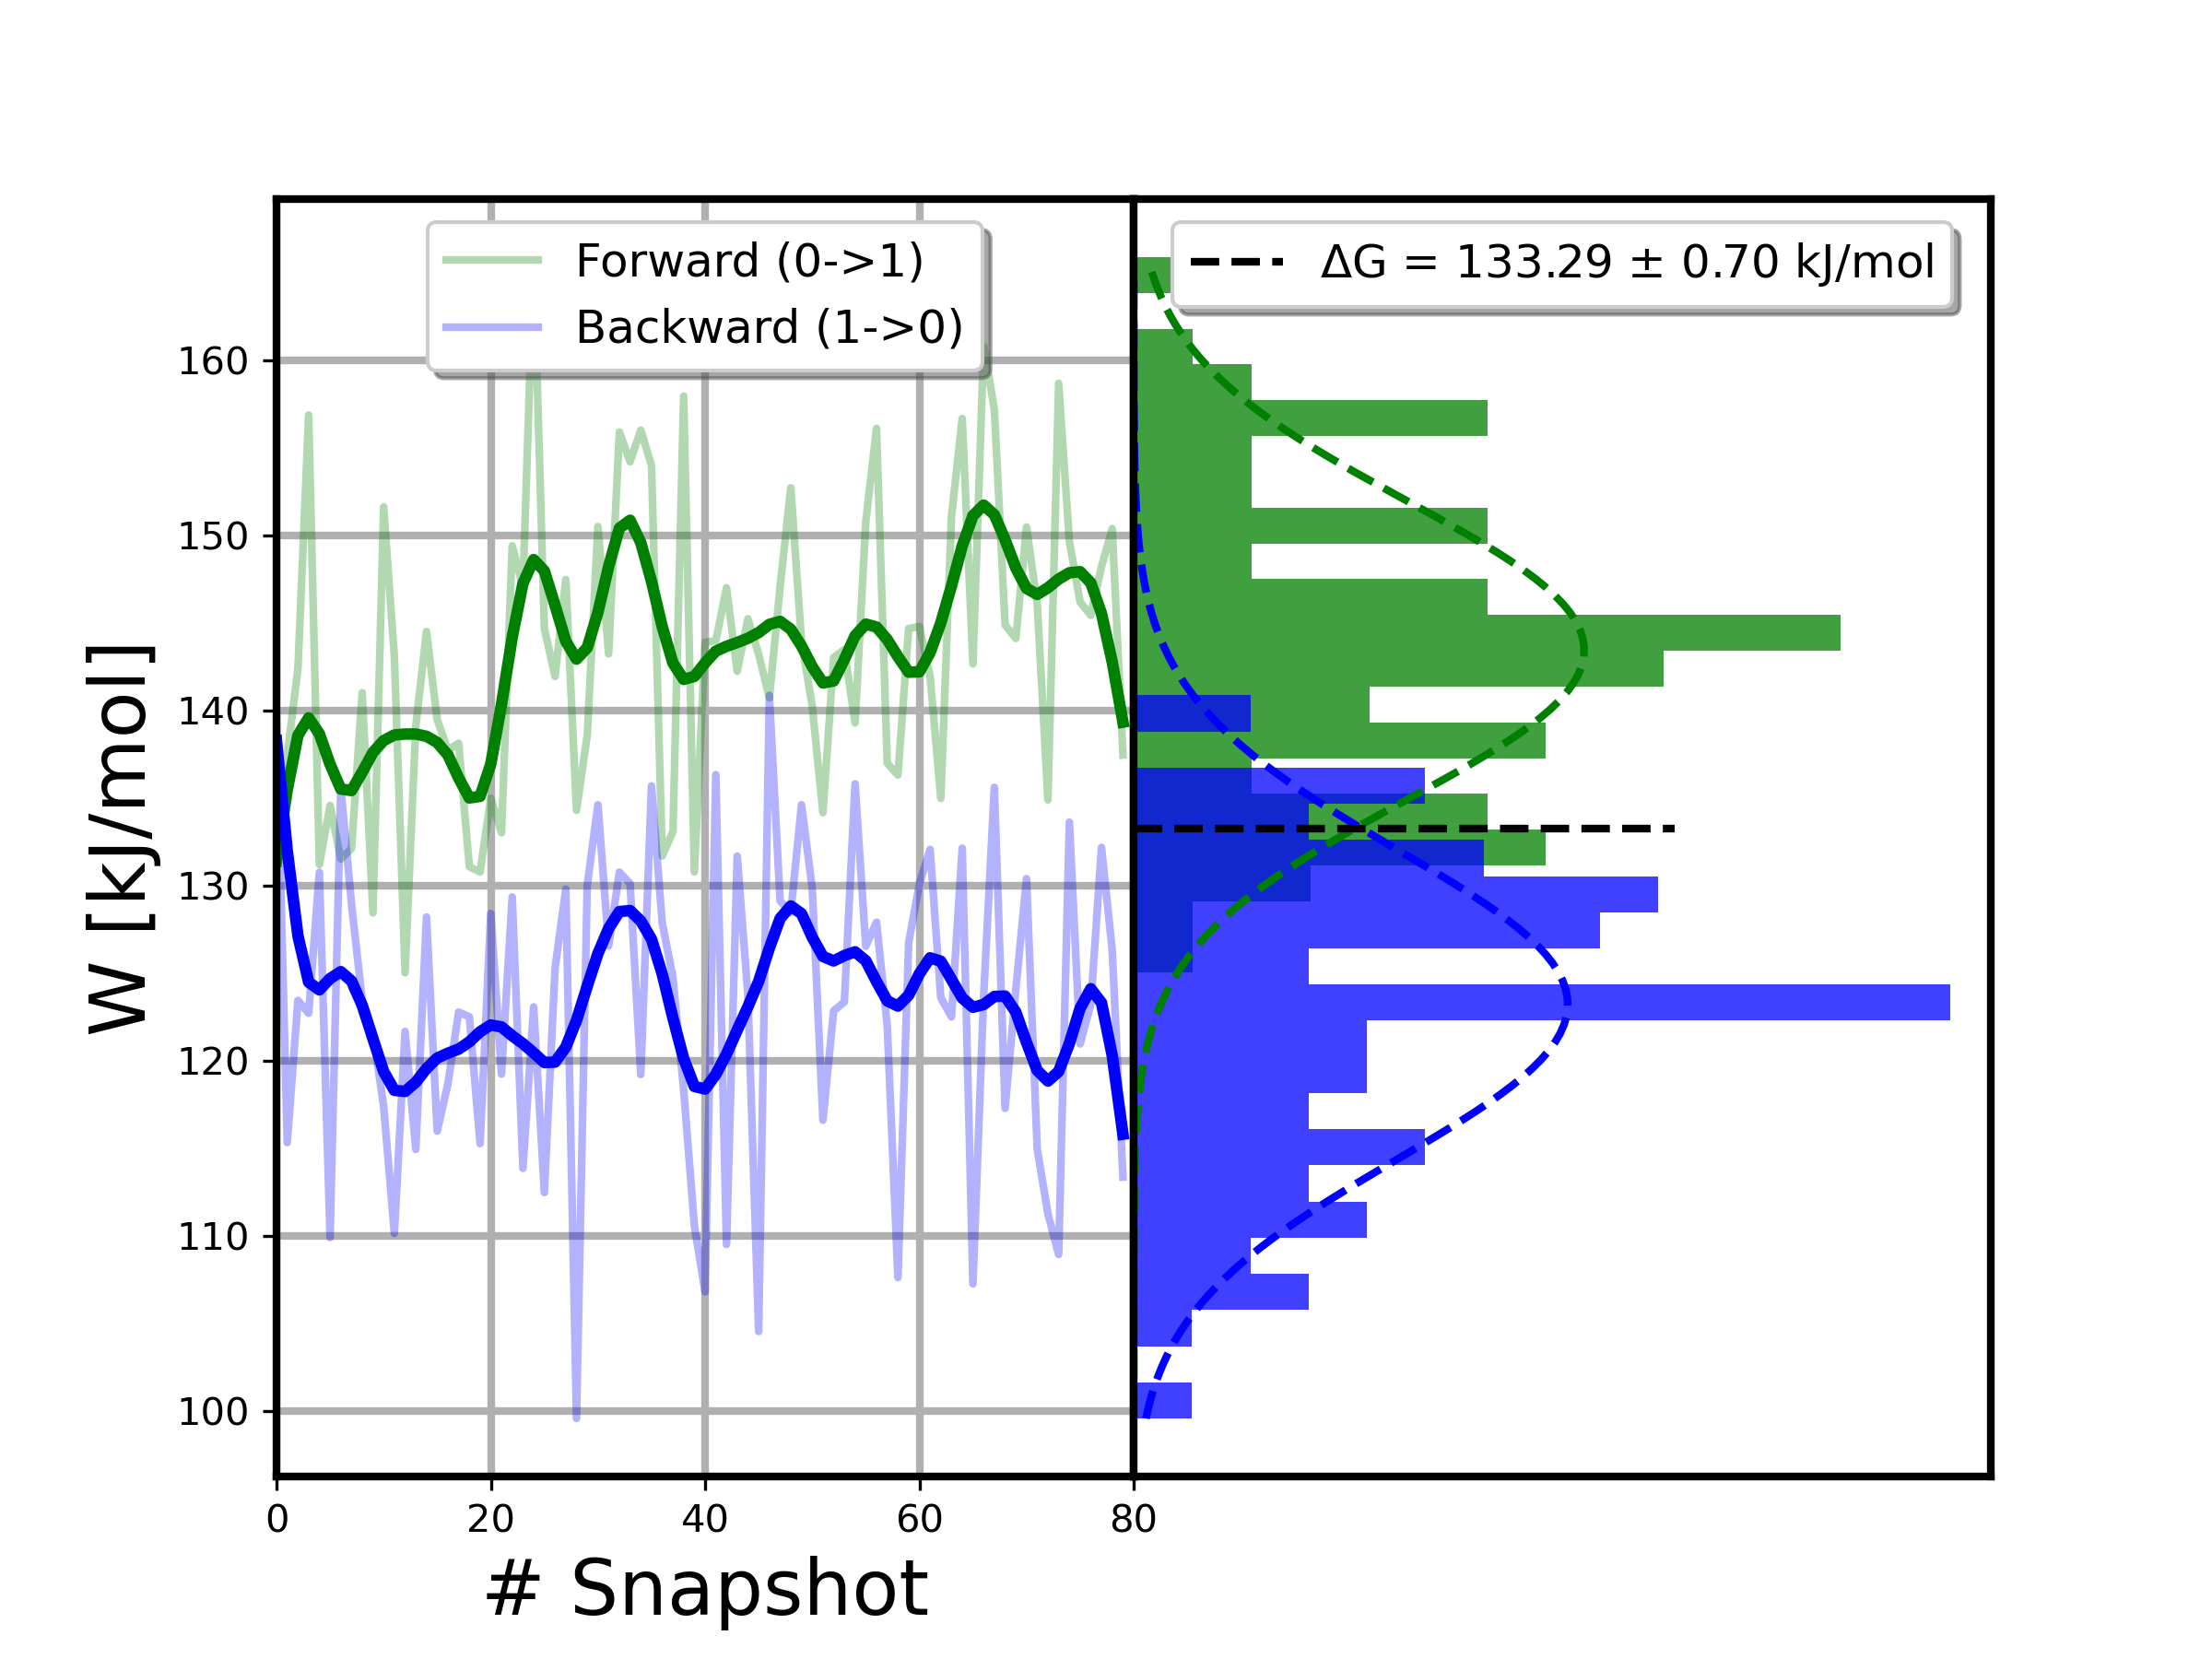 Forward (0->1)
Backward (1->0)
ΔG = 133.29 ± 0.70 kJ/mol
160
150
140
130
120
110
100
W [kJ/mol]
0 20 40 60 80
# Snapshot